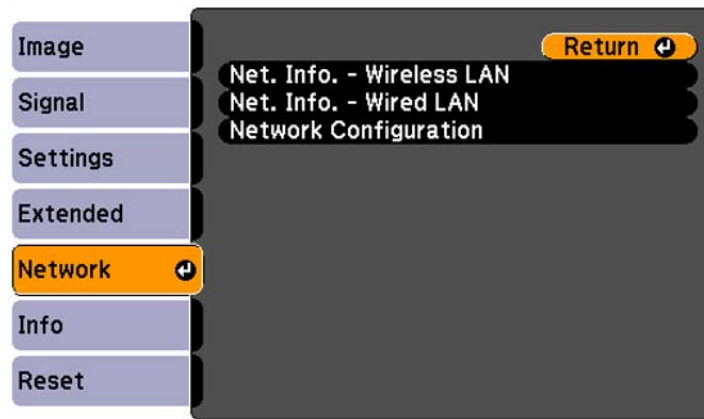 Image
Signal
Settings
Extended
Network
Info
Reset
Return
Net. Info. - Wireless LAN
Net. Info. - Wired LAN
Network Configuration